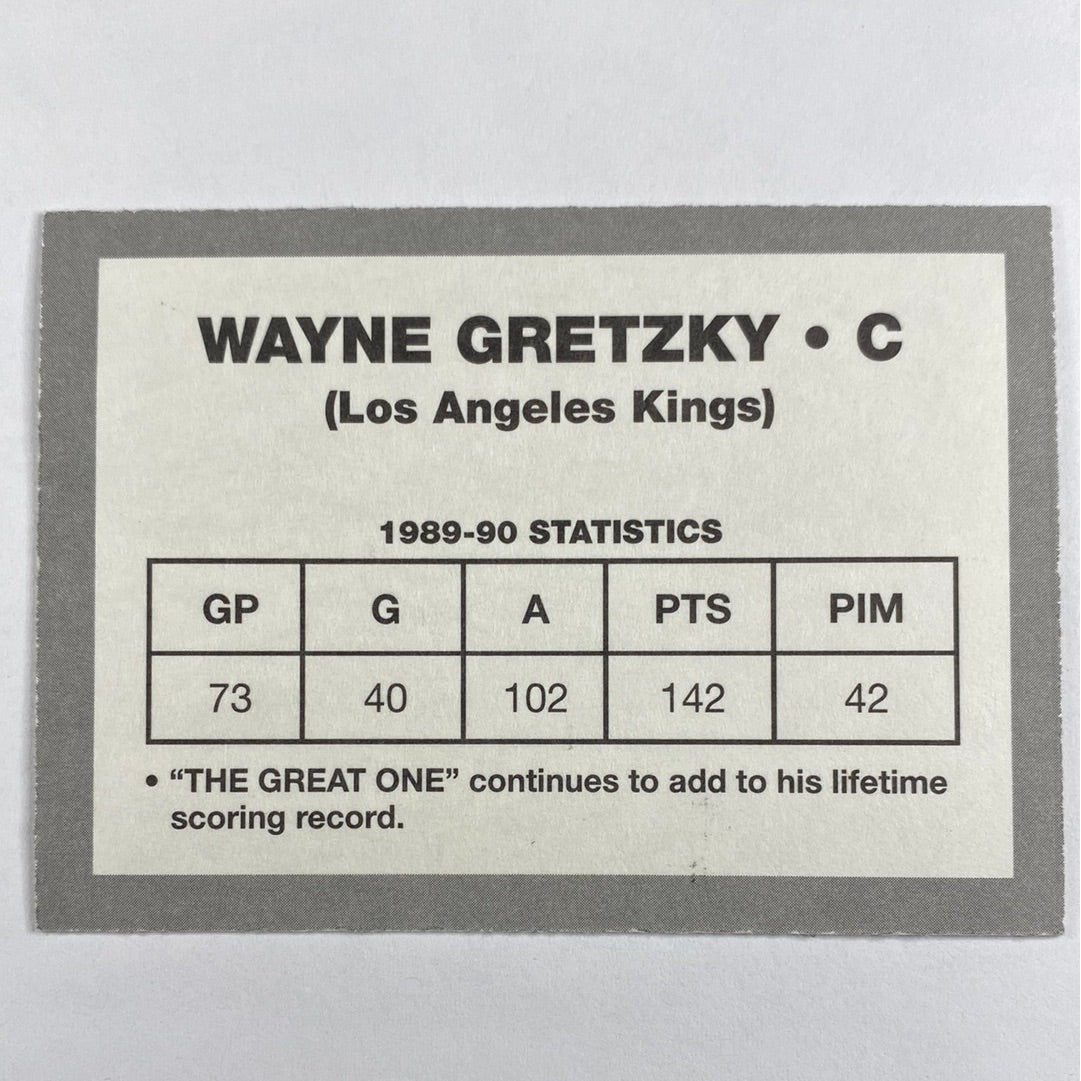 WAYNE GRETZKY • C
(Los Angeles Kings)
1989-90 STATISTICS
GP G A PTS PIM
73 40 102 142 42
• “THE GREAT ONE” continues to add to his lifetime
scoring record.